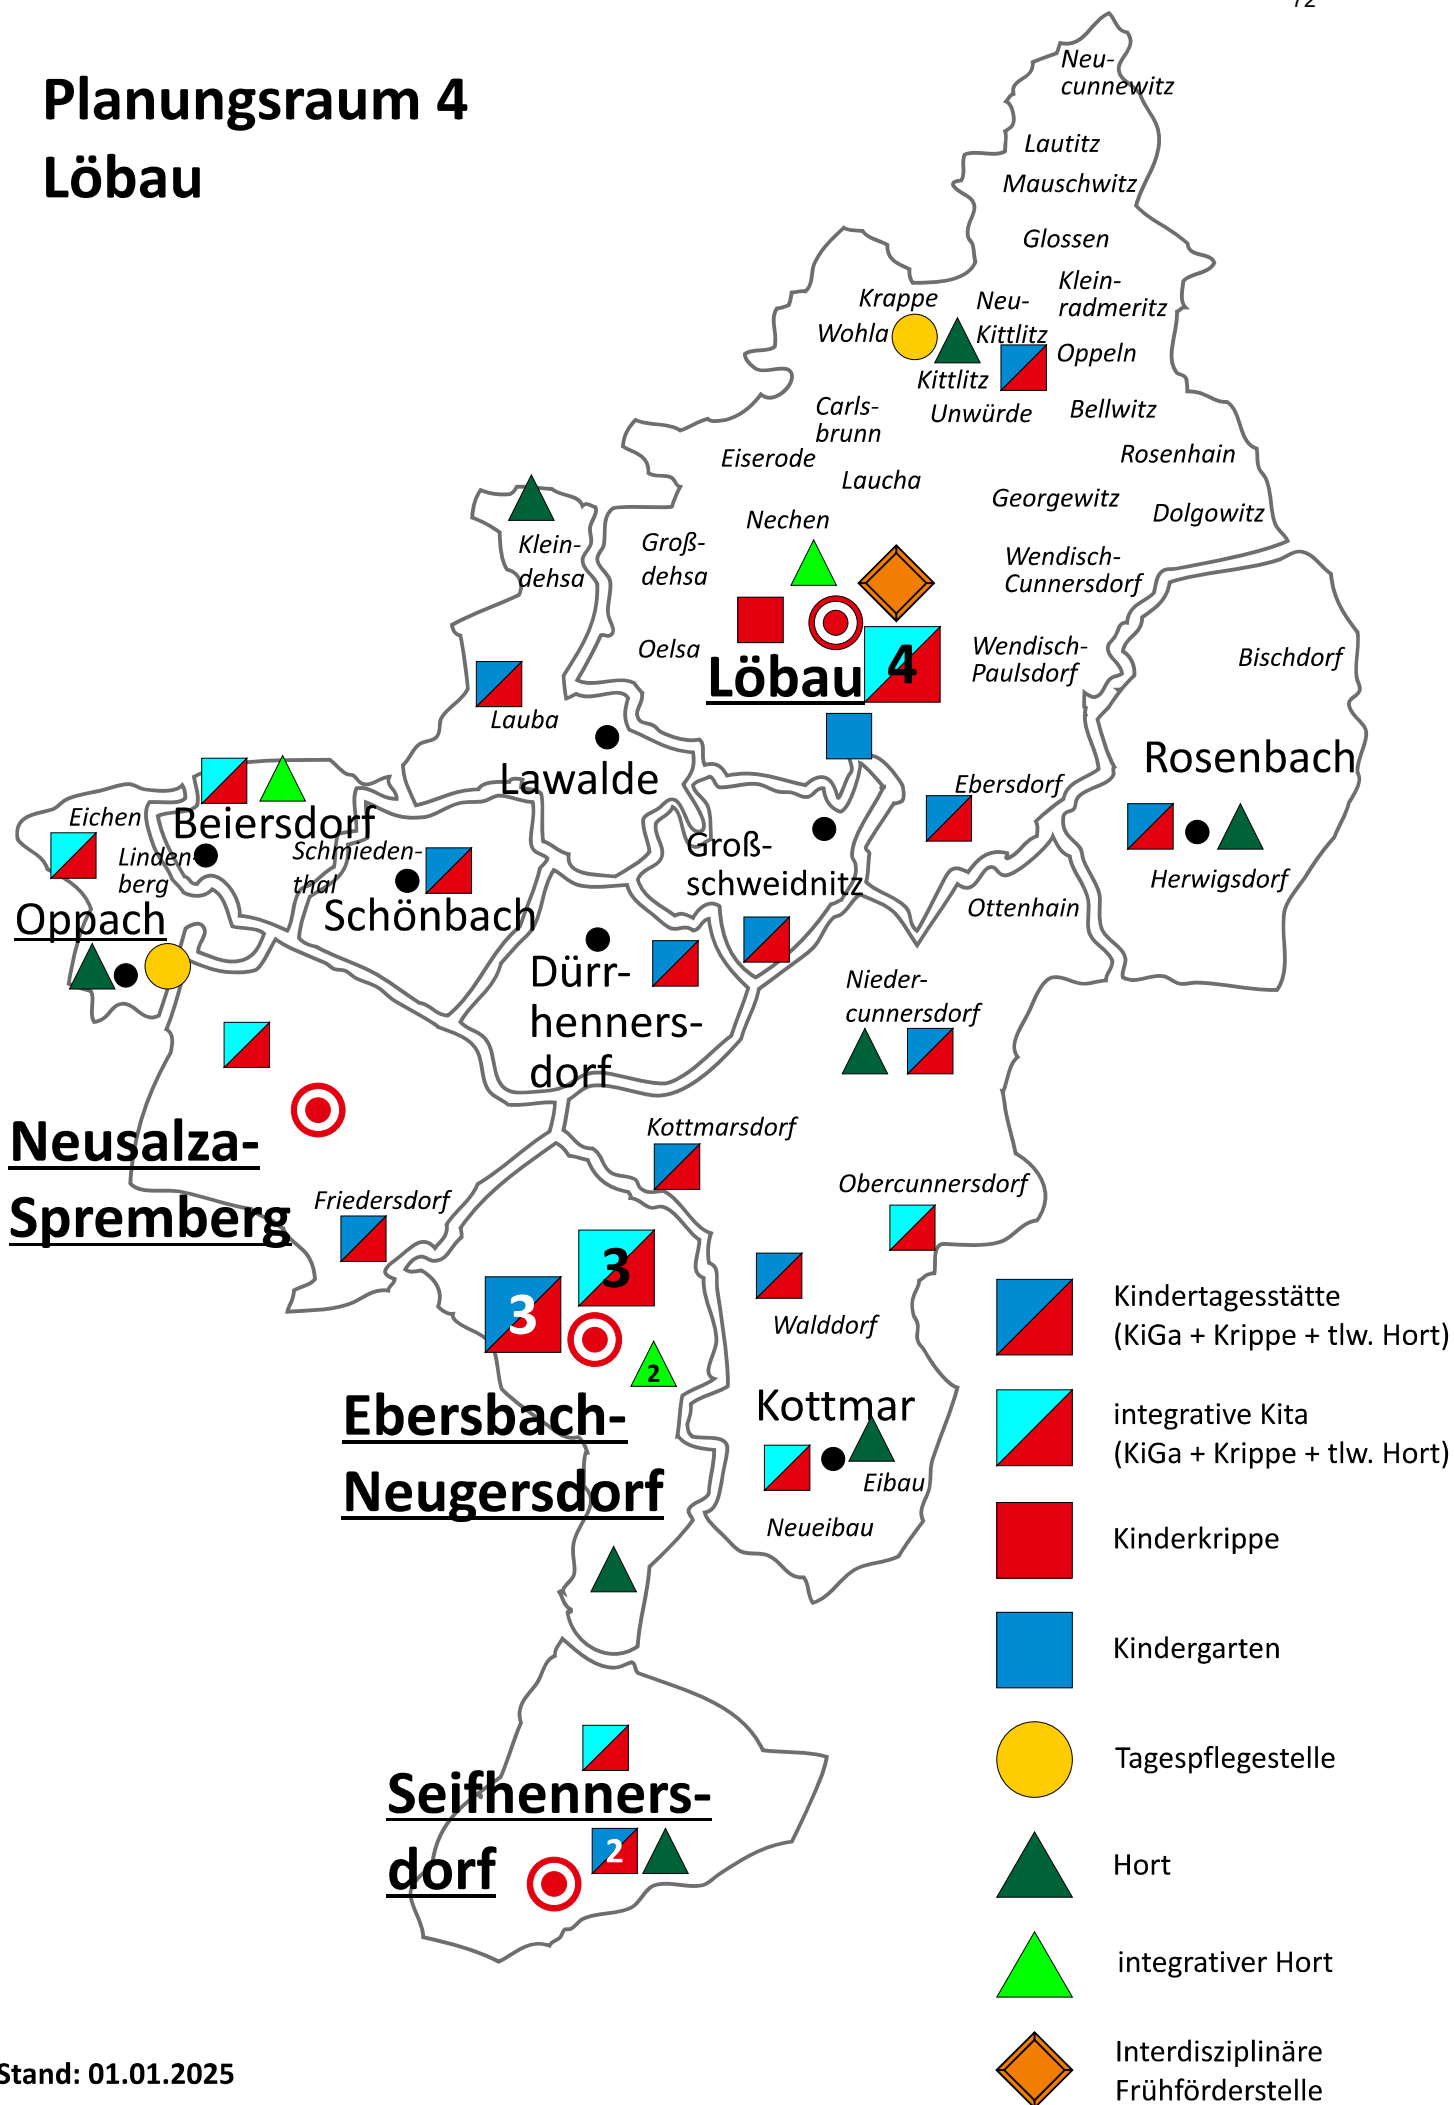 72
Planungsraum 4
Löbau
Neu-
cunnewitz
Lautitz
Mauschwitz
Glossen
Klein-
radmeritz
Krappe
Neu-
Kittlitz
Wohla
Oppeln
Kittlitz
Unwürde
Bellwitz
Carls-
brunn
Eiserode
Laucha
Rosenhain
Georgewitz
Dolgowitz
Nechen
Klein-
dehsa
Groß-
dehsa
Wendisch-
Cunnersdorf
Oelsa
Löbau
4
Wendisch-
Paulsdorf
Bischdorf
Lauba
Lawalde
Rosenbach
Ebersdorf
Eichen
Beiersdorf
Linden-
berg
Schmieden-
thal
Groß-
schweidnitz
Herwigsdorf
Oppach
Schönbach
Ottenhain
Dürr-
henners-
dorf
Nieder-
cunnersdorf
Neusalza-
Spremberg
Kottmarsdorf
Friedersdorf
Obercunnersdorf
3
3
2
Walddorf
Ebersbach-
Neugersdorf
Kottmar
Eibau
Neueibau
Seifhenners-
dorf
2
Kindertagesstätte
(KiGa + Krippe + tlw. Hort)
integrative Kita
(KiGa + Krippe + tlw. Hort)
Kinderkrippe
Kindergarten
Tagespflegestelle
Hort
integrativer Hort
Interdisziplinäre
Frühförderstelle
Stand: 01.01.2025